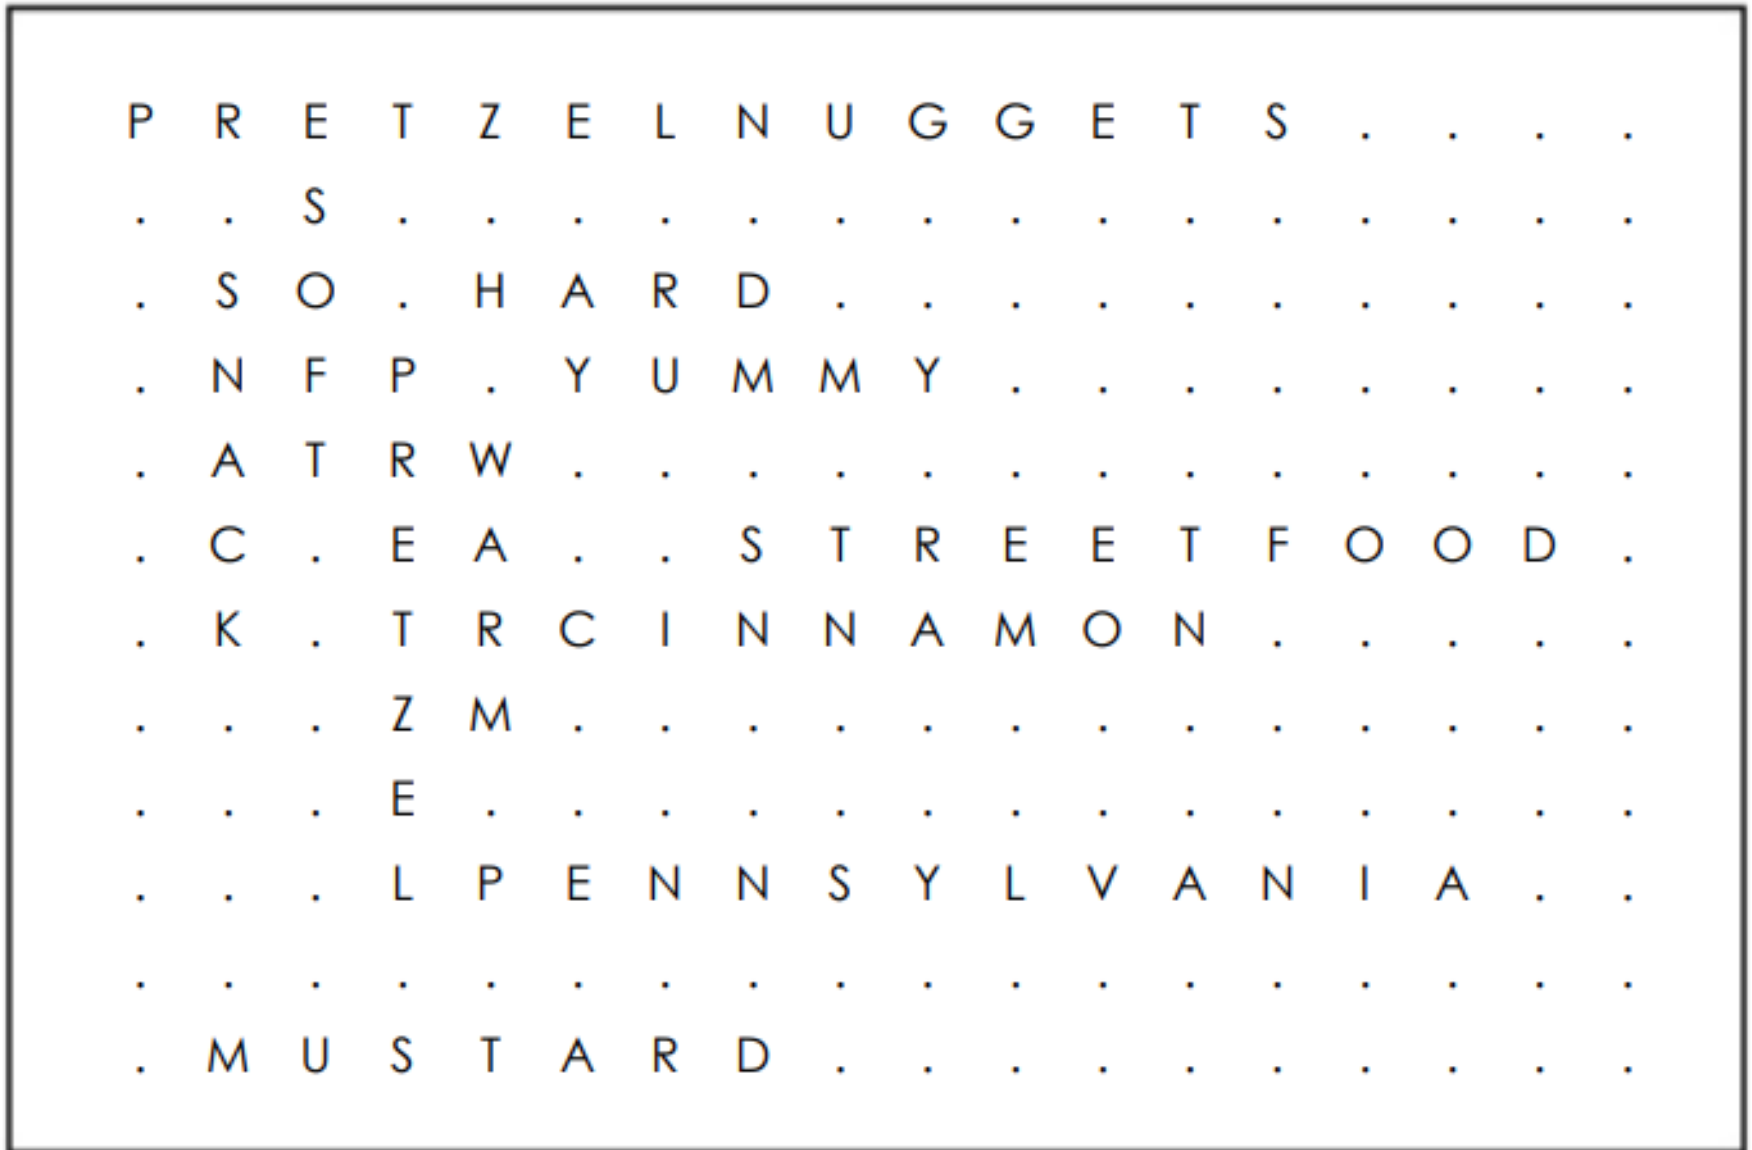 P R E T Z E L N U G G E T S . . . .
. . S . . . . . . . . . . . . . . .
. S O . H A R D . . . . . . . . . .
. N F P . Y U M M Y . . . . . . . .
. A T R W . . . . . . . . . . . . .
. C . E A . . S T R E E T F O O D .
. K . T R C I N N A M O N . . . . .
. . . Z M . . . . . . . . . . . . .
. . . E . . . . . . . . . . . . . .
. . . L P E N N S Y L V A N I A . .
. . . . . . . . . . . . . . . . . .
. M U S T A R D . . . . . . . . . .